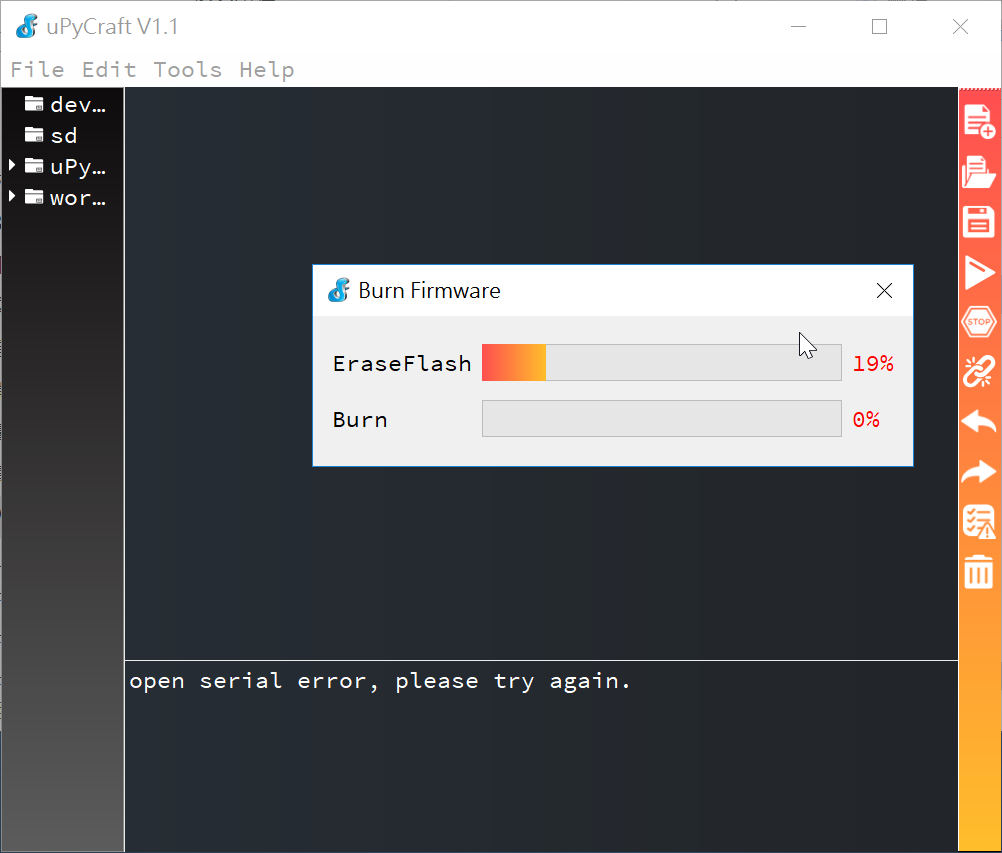 uPyCraft V1.1
File Edit Tools Help
dev…
sd
uPy…
wor…
Burn Firmware
EraseFlash 19%
Burn 0%
STOP
open serial error, please try again.